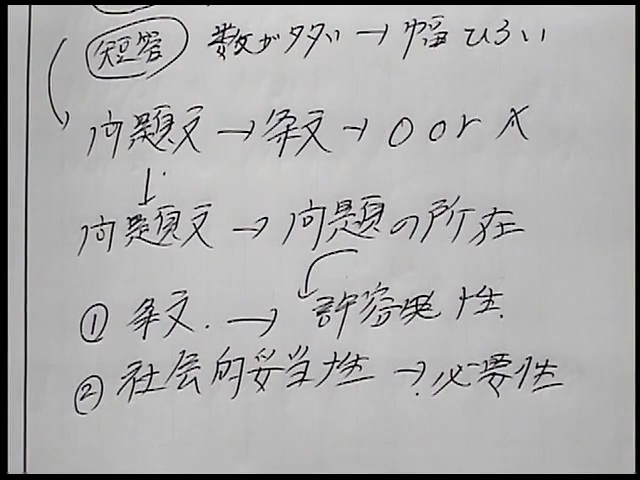 短答 数が多い→幅ひろい
問題文→条文→○ or ×
問題文→問題の所在
① 条文.→許容性.
② 社会的妥当性→必要性